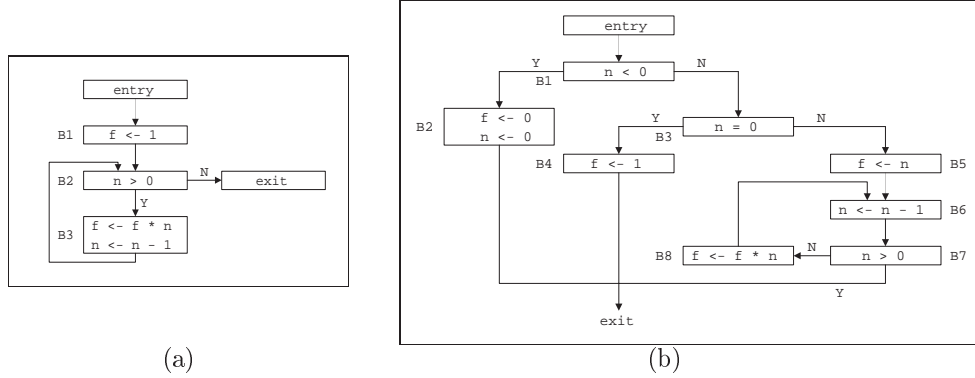 entry
B1
f <- 1
B2
n > 0
N
exit
Y
B3
f <- f * n
n <- n - 1
(a)
entry
Y
B1
n < 0
N
B2
f <- 0
n <- 0
Y
B3
n = 0
N
B4
f <- 1
f <- n
B5
n <- n - 1
B6
B8
f <- f * n
N
n > 0
B7
Y
exit
(b)